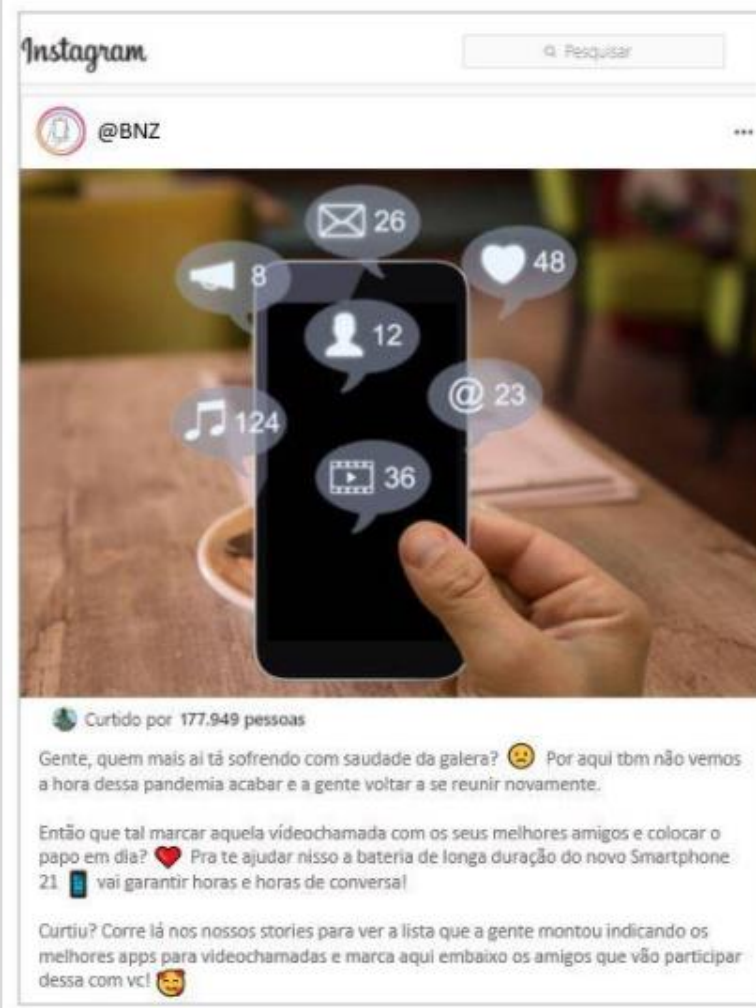 Instagram
Pesquisar
@BNZ
26
48
8
12
@ 23
124
36
Curtido por 177.949 pessoas
Gente, quem mais ai tá sofrendo com saudade da galera? 🙁 Por aqui tbm não vemos
a hora dessa pandemia acabar e a gente voltar a se reunir novamente.
Então que tal marcar aquela vídeochamada com os seus melhores amigos e colocar o
papo em dia? ❤️ Pra te ajudar nisso a bateria de longa duração do novo Smartphone
21 📱 vai garantir horas e horas de conversa!
Curtiu? Corre lá nos nossos stories para ver a lista que a gente montou indicando os
melhores apps para videochamadas e marca aqui embaixo os amigos que vão participar
dessa com vc! 🥰